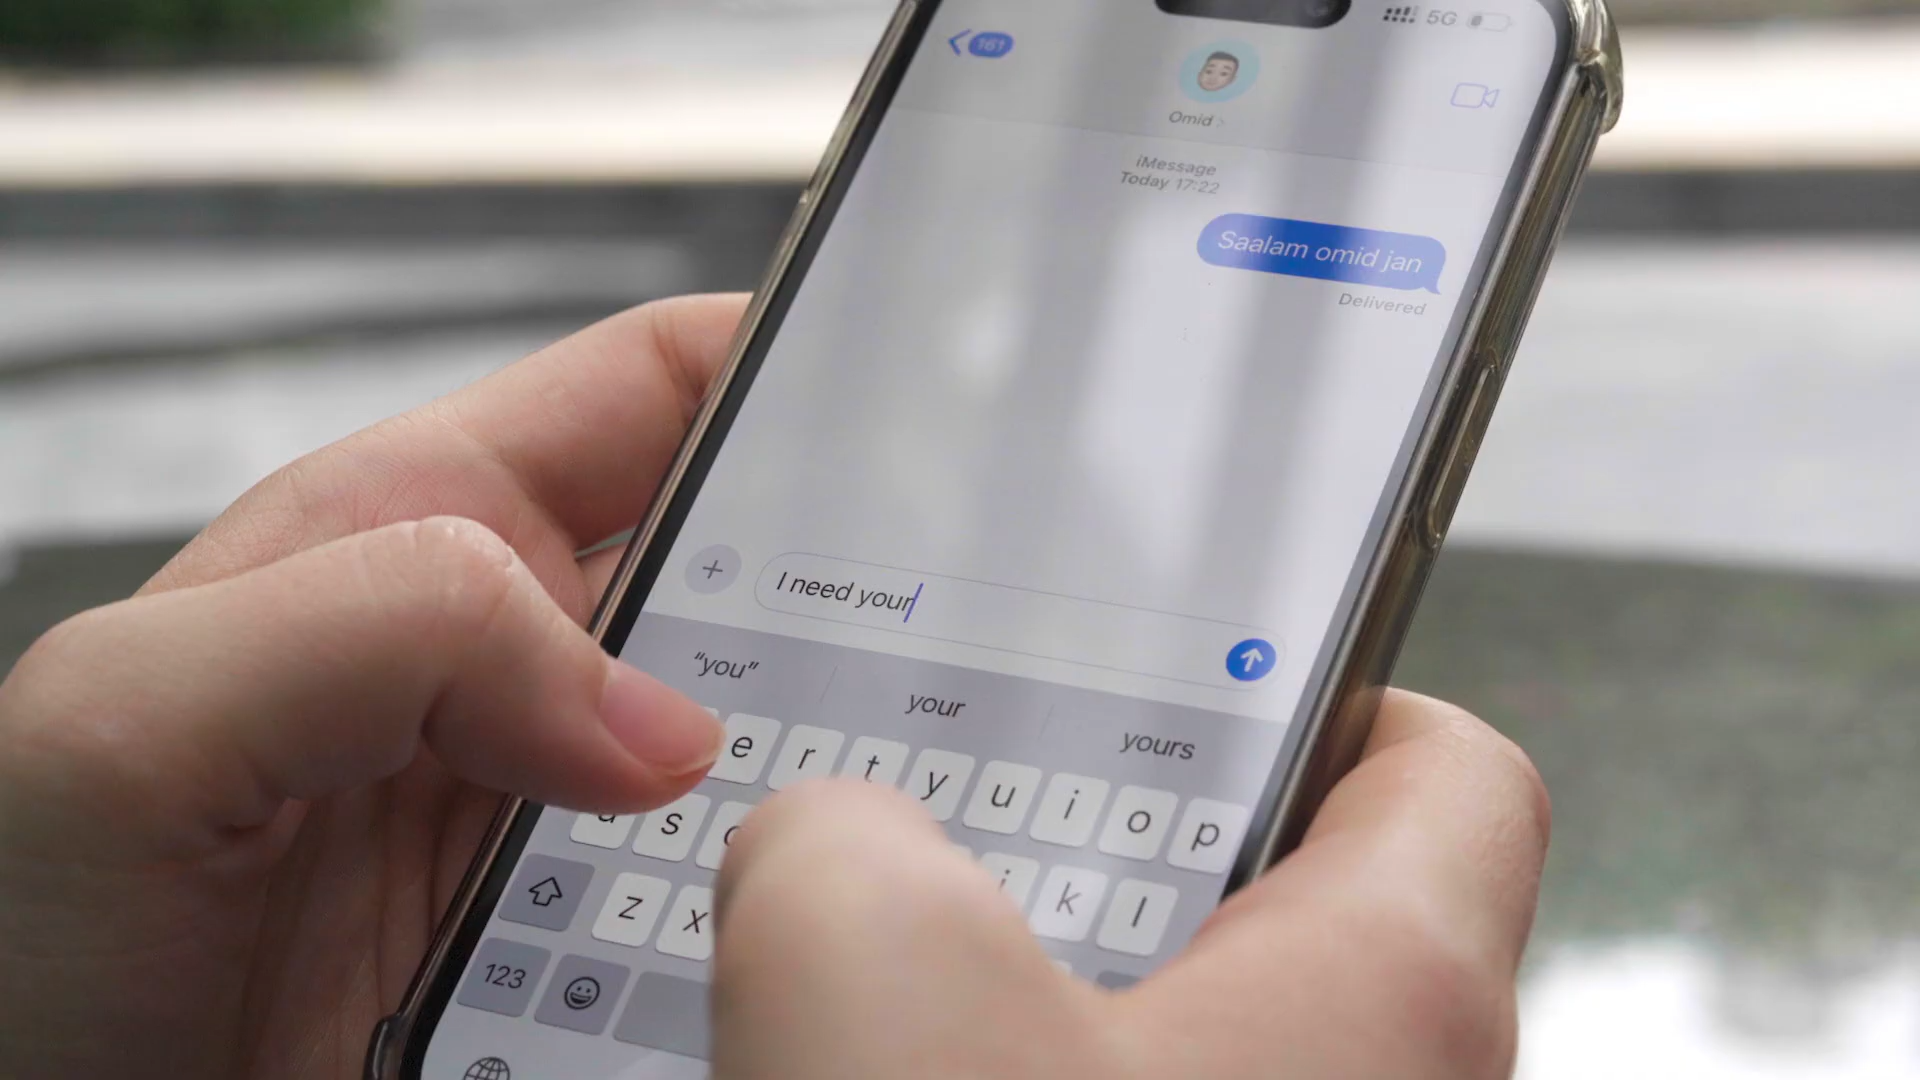 5G
161
Omid >
iMessage
Today 17:22
Saalam omid jan
Delivered
I need your
“you” your yours
e r t y u i o p
s k l
z x
123